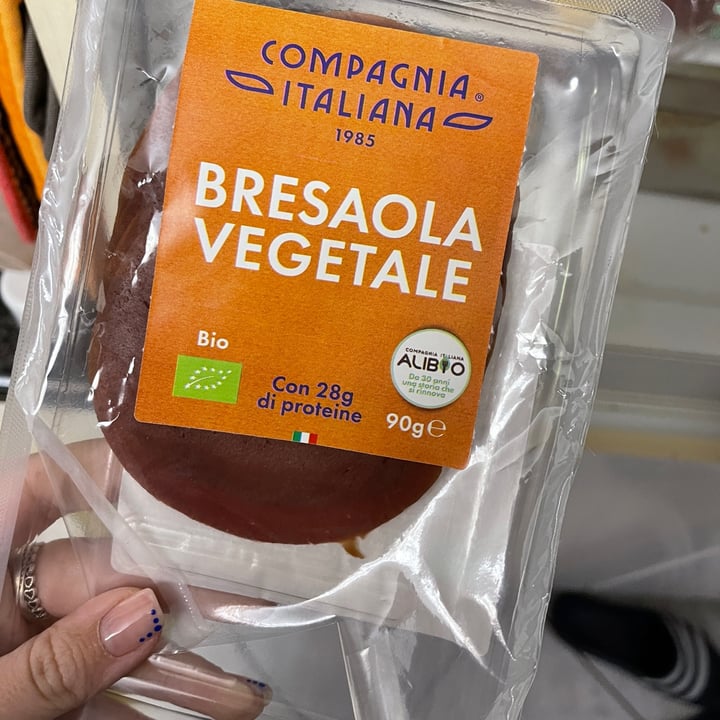 COMPAGNIA
ITALIANA®
1985
BRESAOLA
VEGETALE
Bio
COMPAGNIA ITALIANA
ALIBIO
Da 30 anni
una storia che
si rinnova
Con 28g
di proteine
90g℮